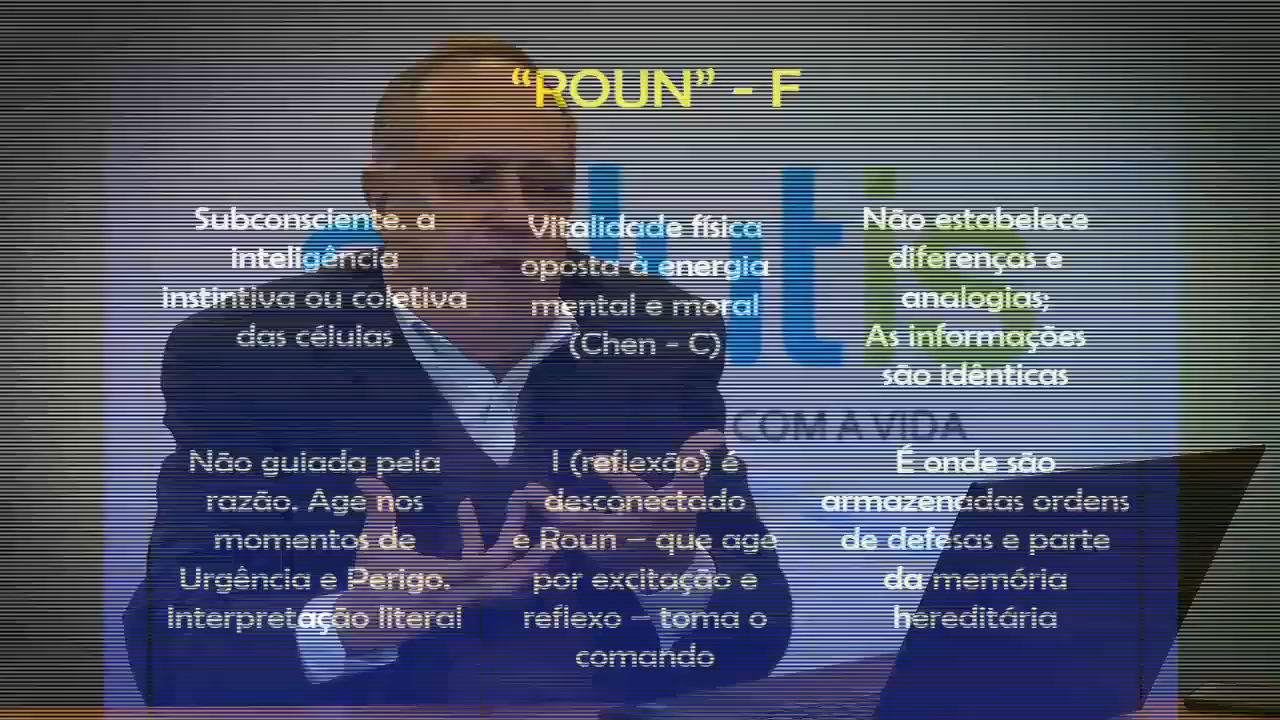 “ROUN” - F
Subconsciente. a
inteligência
instintiva ou coletiva
das células
Vitalidade física
oposta à energia
mental e moral
(Chen - C)
Não estabelece
diferenças e
analogias;
As informações
são idênticas
Não guiada pela
razão. Age nos
momentos de
Urgência e Perigo.
Interpretação literal
I (reflexão) é
desconectado
e Roun – que age
por excitação e
reflexo – toma o
comando
É onde são
armazenadas ordens
de defesas e parte
da memória
hereditária
COM A VIDA